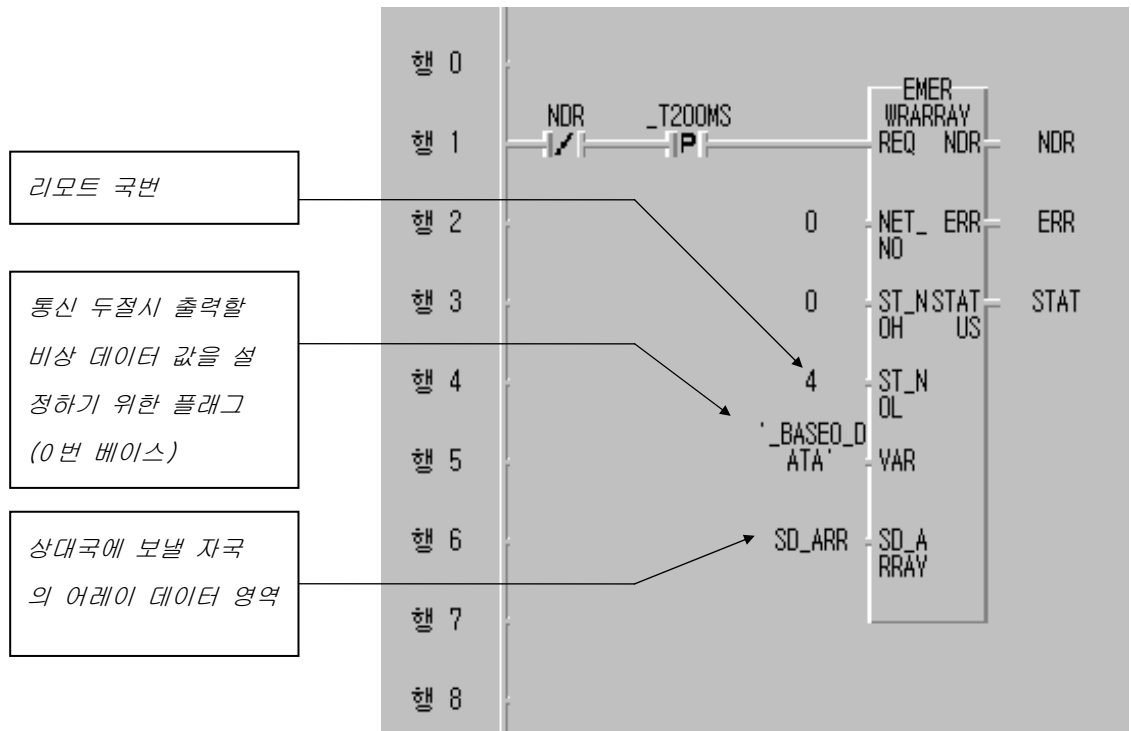 행 0
EMER
NDR _T200MS WRARRAY
행 1 REQ NDR NDR
리모트 국번
행 2 0 NET_ ERR ERR
NO
통신 두절시 출력할
비상 데이터 값을 설
정하기 위한 플래그
(0번 베이스)
행 3 0 ST_N STAT STAT
OH US
행 4 4 ST_N
OL
'_BASE0_D
행 5 ATA' VAR
상대국에 보낼 자국
의 어레이 데이터 영역
행 6 SD_ARR SD_A
RRAY
행 7
행 8